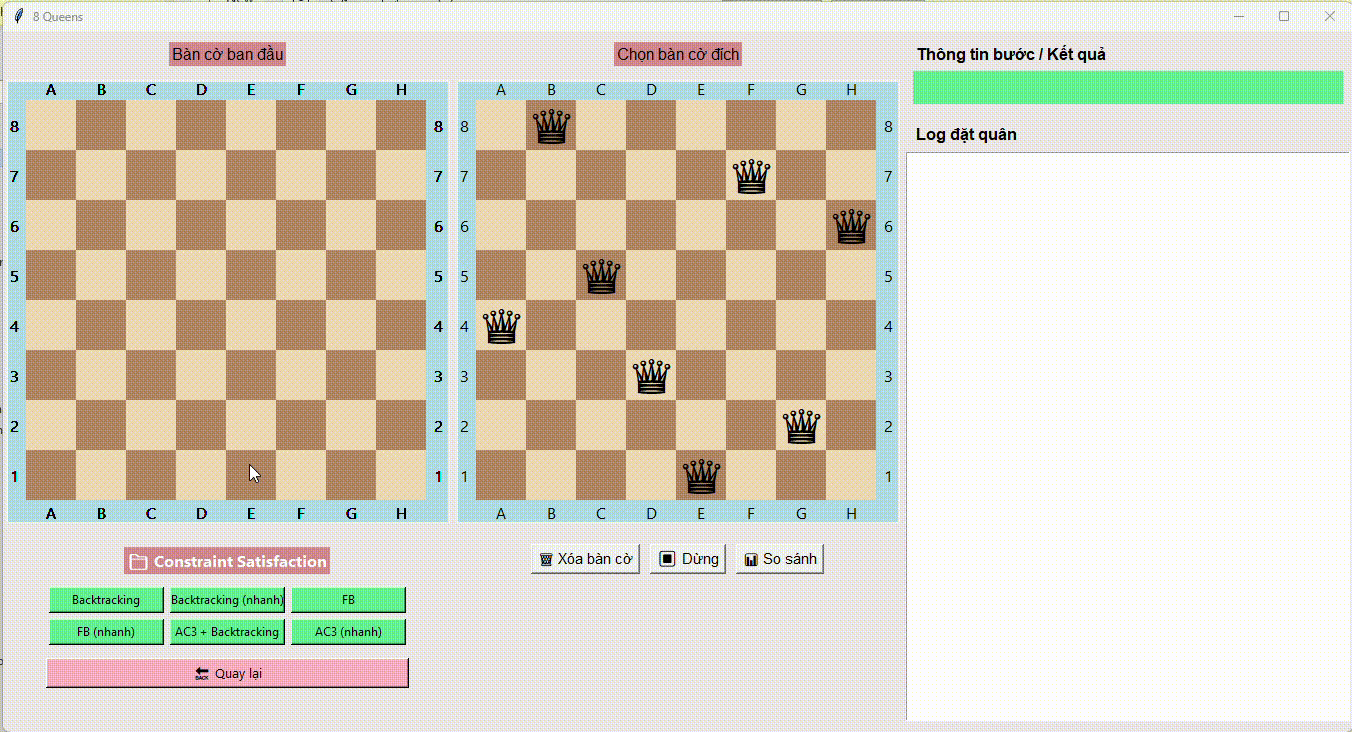 8 Queens
Bàn cờ ban đầu
Chọn bàn cờ đích
Thông tin bước / Kết quả
Log đặt quân
A B C D E F G H
8 8
7 7
6 6
5 5
4 4
3 3
2 2
1 1
A B C D E F G H
A B C D E F G H
8 8
7 7
6 6
5 5
4 4
3 3
2 2
1 1
A B C D E F G H
Constraint Satisfaction
Backtracking
Backtracking (nhanh)
FB
FB (nhanh)
AC3 + Backtracking
AC3 (nhanh)
BACK Quay lại
Xóa bàn cờ
Dừng
So sánh